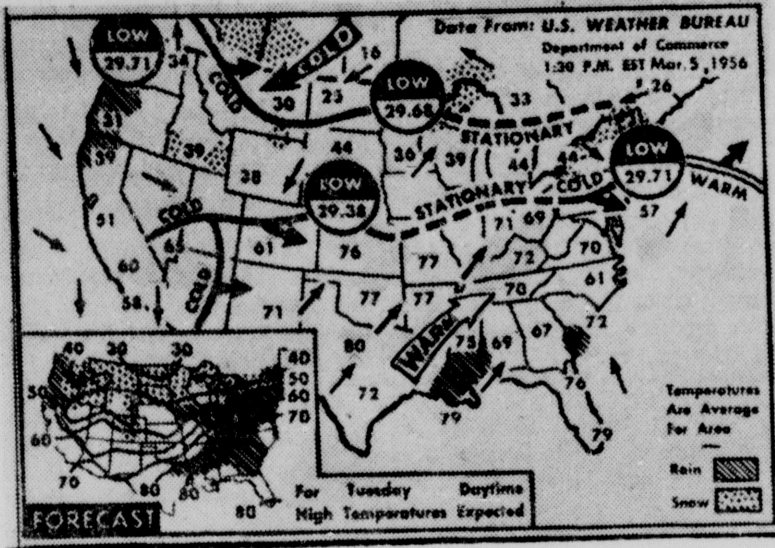 Data From: U.S. WEATHER BUREAU
Department of Commerce
1:30 P.M. EST Mar. 5, 1956
LOW
29.71
34
COLD
COLD
16
30
25
LOW
29.68
33
26
STATIONARY
51
59
39
38
44
36
39
44
44
LOW
29.71
WARM
57
51
COLD
LOW
29.38
STATIONARY
COLD
60
65
61
76
77
71
69
72
70
70
61
58
COLD
71
77
77
80
72
WARM
75
69
67
72
79
76
79
Temperatures
Are Average
For Area
Rain
Snow
40
30
30
40
50
60
70
50
60
70
80
80
80
FORECAST
For Tuesday Daytime
High Temperatures Expected